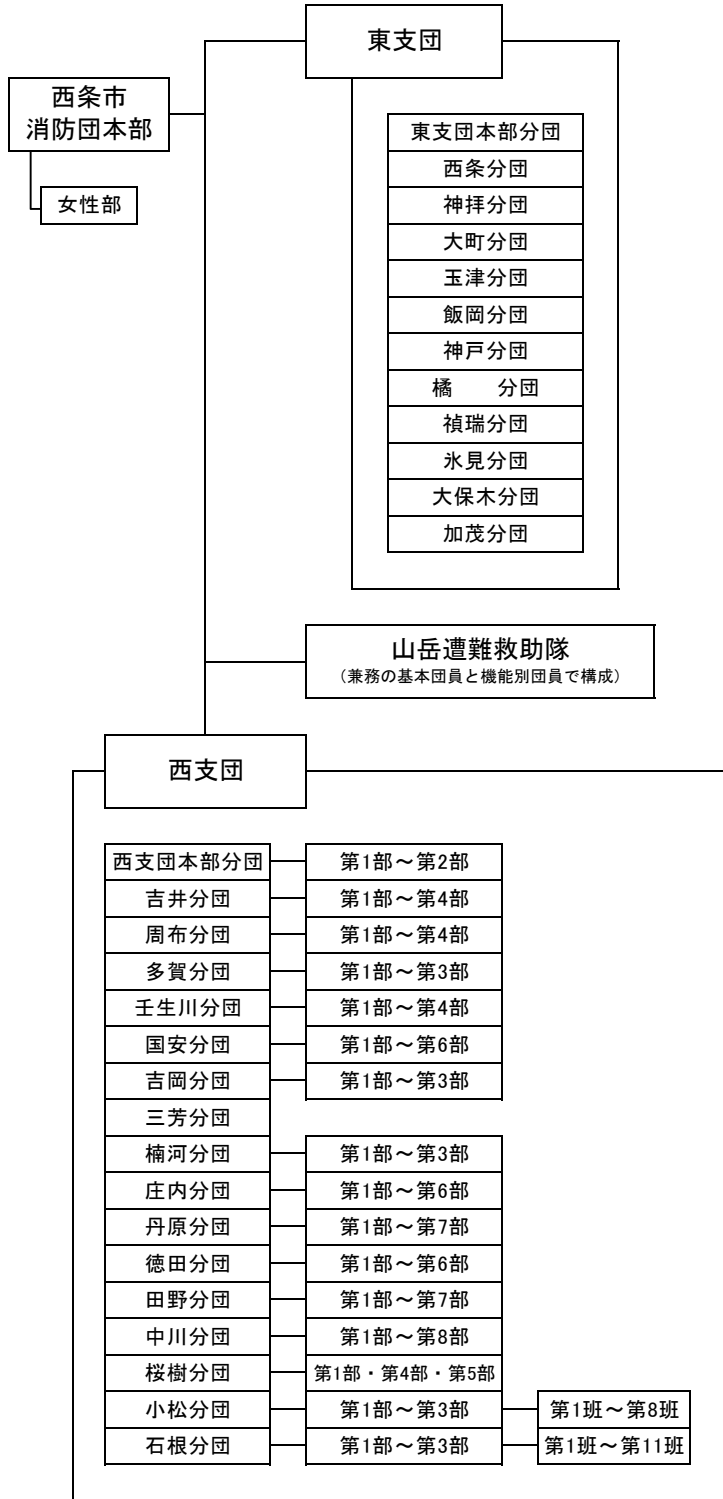 東支団
西条市
消防団本部
女性部
東支団本部分団
西条分団
神拝分団
大町分団
玉津分団
飯岡分団
神戸分団
橘　　分団
禎瑞分団
氷見分団
大保木分団
加茂分団
山岳遭難救助隊
（兼務の基本団員と機能別団員で構成）
西支団
西支団本部分団 第1部～第2部
吉井分団 第1部～第4部
周布分団 第1部～第4部
多賀分団 第1部～第3部
壬生川分団 第1部～第4部
国安分団 第1部～第6部
吉岡分団 第1部～第3部
三芳分団
楠河分団 第1部～第3部
庄内分団 第1部～第6部
丹原分団 第1部～第7部
徳田分団 第1部～第6部
田野分団 第1部～第7部
中川分団 第1部～第8部
桜樹分団 第1部・第4部・第5部
小松分団 第1部～第3部 第1班～第8班
石根分団 第1部～第3部 第1班～第11班